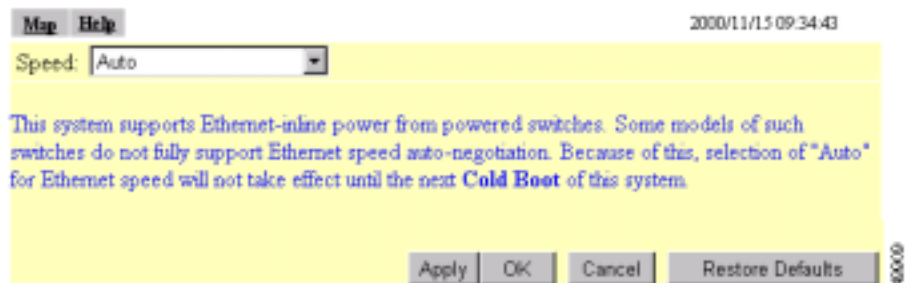 Map Help 2000/11/15 09:34:43
Speed: Auto
This system supports Ethernet-inline power from powered switches. Some models of such
switches do not fully support Ethernet speed auto-negotiation. Because of this, selection of "Auto"
for Ethernet speed will not take effect until the next Cold Boot of this system.
Apply OK Cancel Restore Defaults